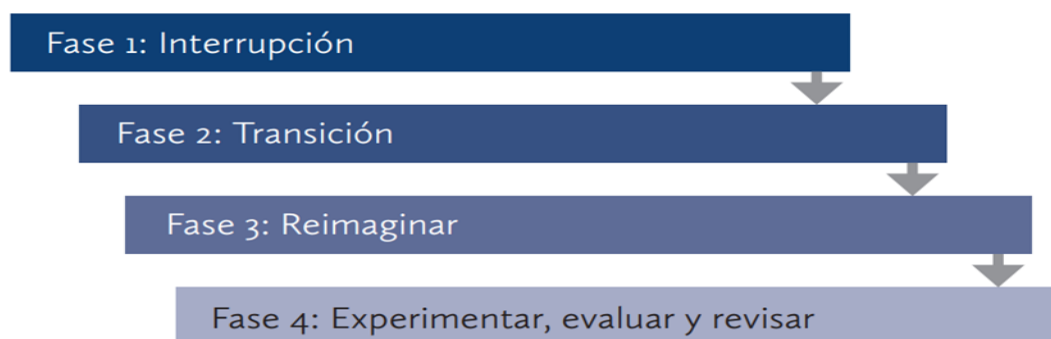 Fase 1: Interrupción
Fase 2: Transición
Fase 3: Reimaginar
Fase 4: Experimentar, evaluar y revisar